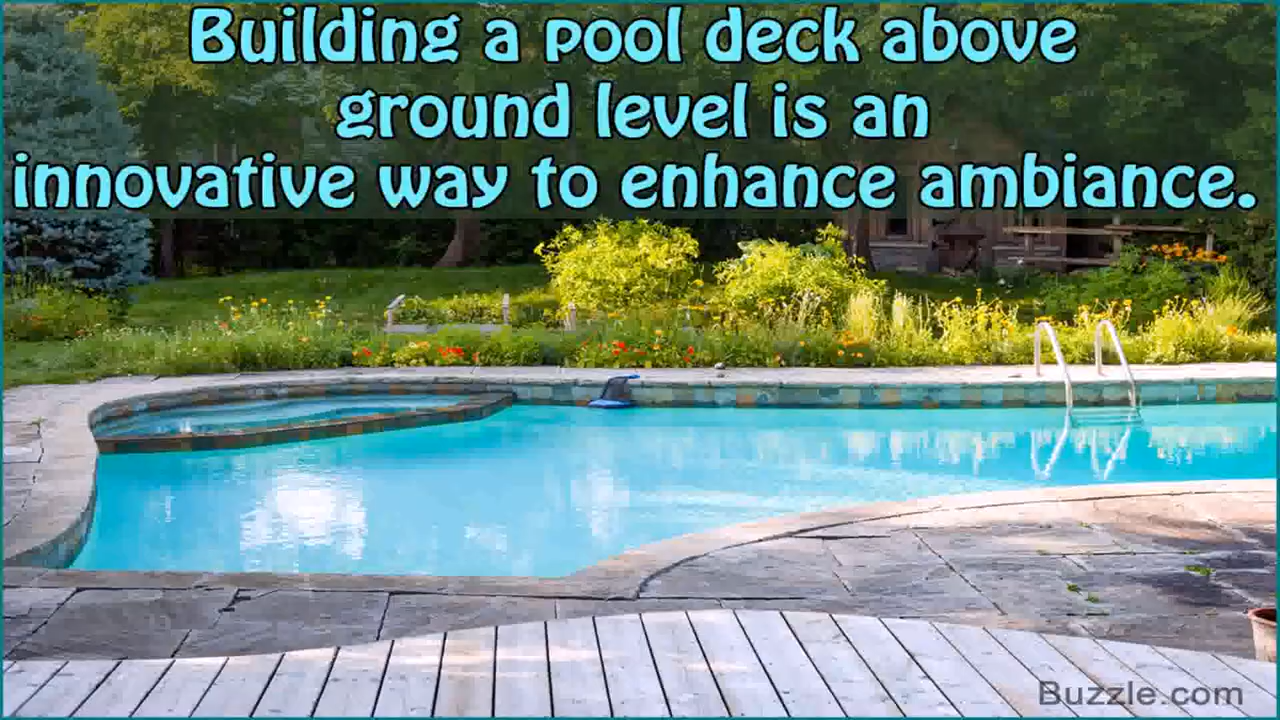 Building a pool deck above
ground level is an
innovative way to enhance ambiance.
Buzzle.com